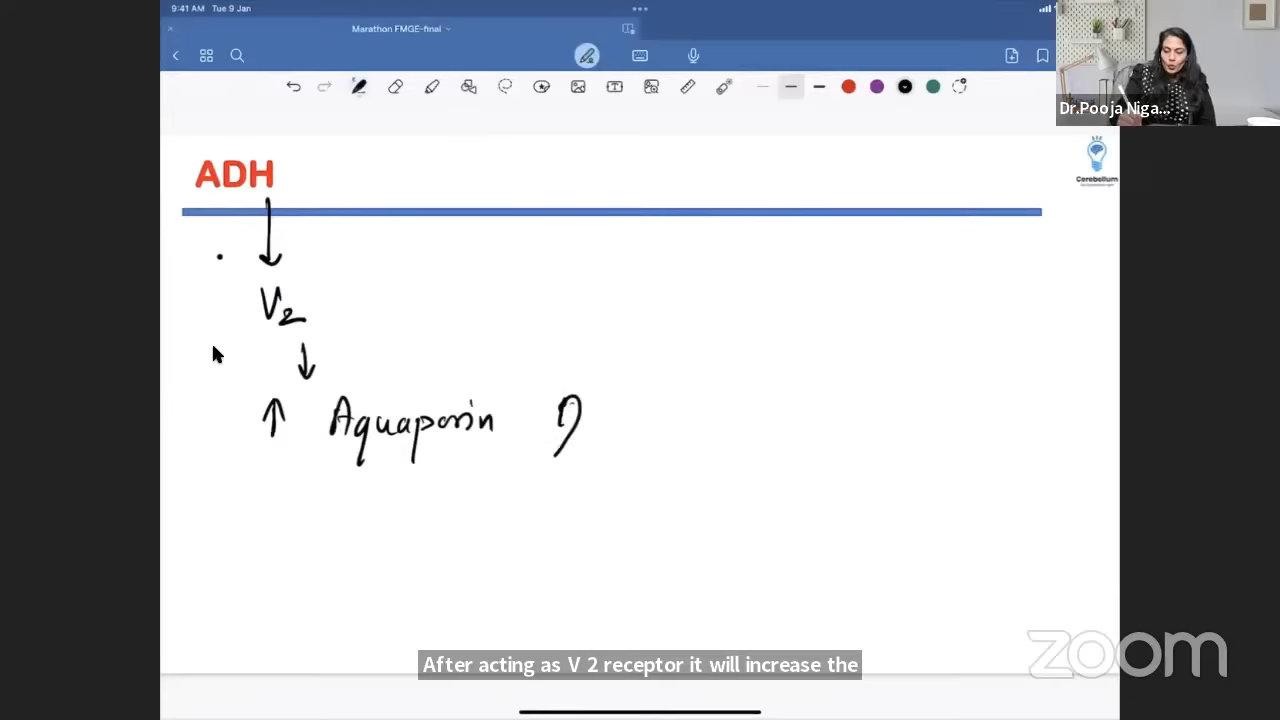 9:41 AM Tue 9 Jan
Marathon FMGE-final
Dr.Pooja Niga...
Cerebellum
ADH
V2
↑ Aquaporin
After acting as V 2 receptor it will increase the
zoom